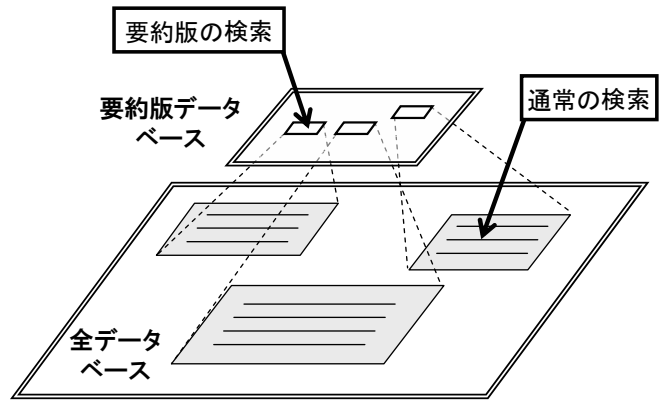 要約版の検索
要約版データ
ベース
通常の検索
全データ
ベース